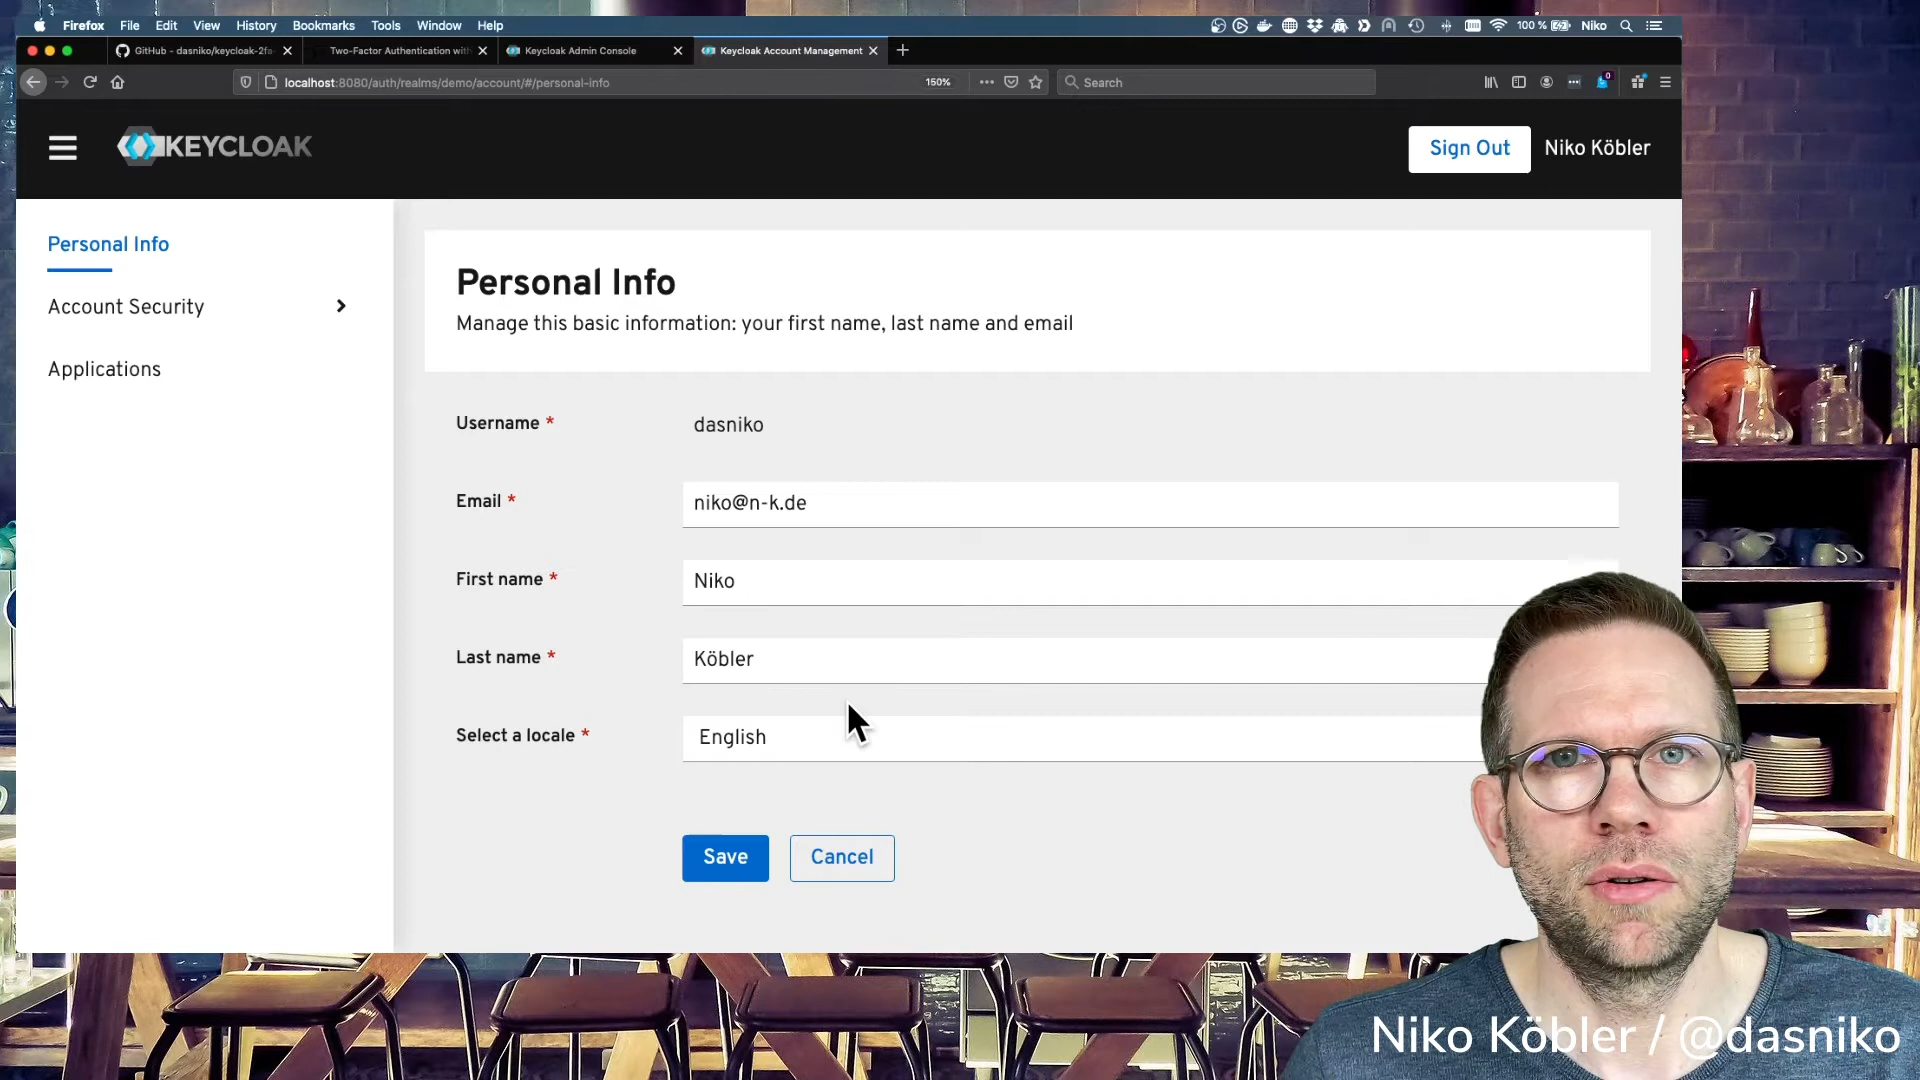 Firefox File Edit View History Bookmarks Tools Window Help 100 % Niko
GitHub - dasniko/keycloak-2fa- Two-Factor Authentication with Keycloak Admin Console Keycloak Account Management
localhost:8080/auth/realms/demo/account/#/personal-info 150% Search 0
KEYCLOAK Sign Out Niko Köbler
Personal Info
Account Security
Applications
Personal Info
Manage this basic information: your first name, last name and email
Username * dasniko
Email * niko@n-k.de
First name * Niko
Last name * Köbler
Select a locale * English
Save Cancel
Niko Köbler / @dasniko